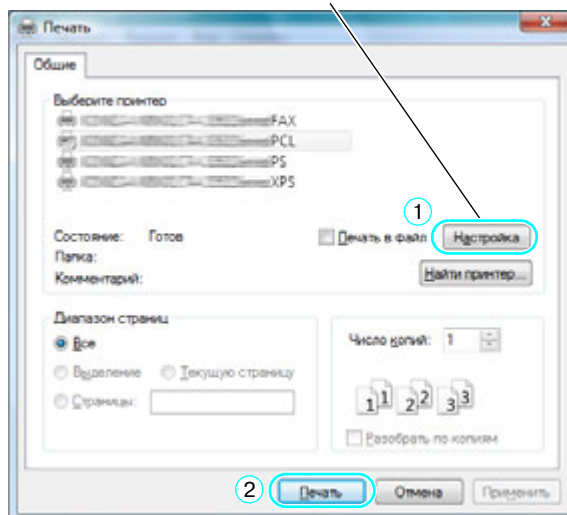 Печать
Общие
Выберите принтер
FAX
PCL
PS
XPS
1
Состояние: Готов
Печать в файл
Настройка
Папка:
Комментарий:
Найти принтер...
Диапазон страниц
Все
Выделение
Текущую страницу
Страницы:
Число копий: 1
1 1 2 2 3 3
Разобрать по копиям
2
Печать
Отмена
Применить